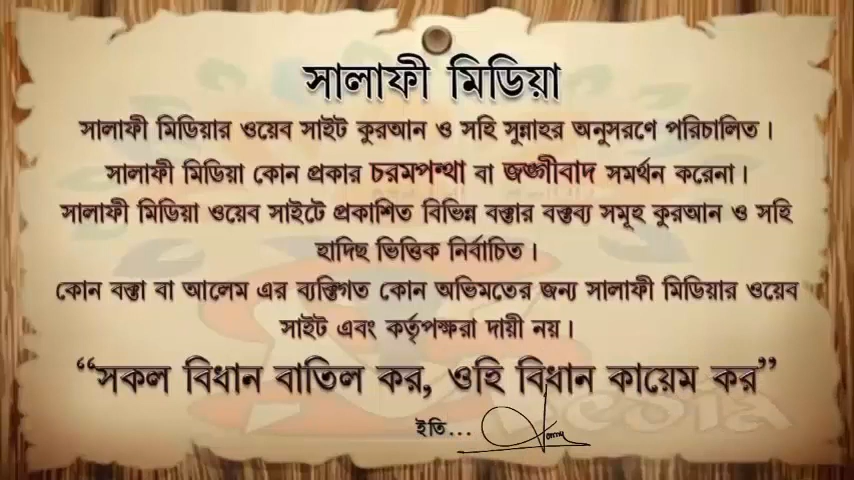 সালাফী মিডিয়া
সালাফী মিডিয়ার ওয়েব সাইট কুরআন ও সহি সুন্নাহর অনুসরণে পরিচালিত।
সালাফী মিডিয়া কোন প্রকার চরমপন্থা বা জঙ্গীবাদ সমর্থন করেনা।
সালাফী মিডিয়া ওয়েব সাইটে প্রকাশিত বিভিন্ন বক্তার বক্তব্য সমূহ কুরআন ও সহি
হাদিছ ভিত্তিক নির্বাচিত।
কোন বক্তা বা আলেম এর ব্যক্তিগত কোন অভিমতের জন্য সালাফী মিডিয়ার ওয়েব
সাইট এবং কর্তৃপক্ষরা দায়ী নয়।
“সকল বিধান বাতিল কর, ওহি বিধান কায়েম কর”
ইতি...